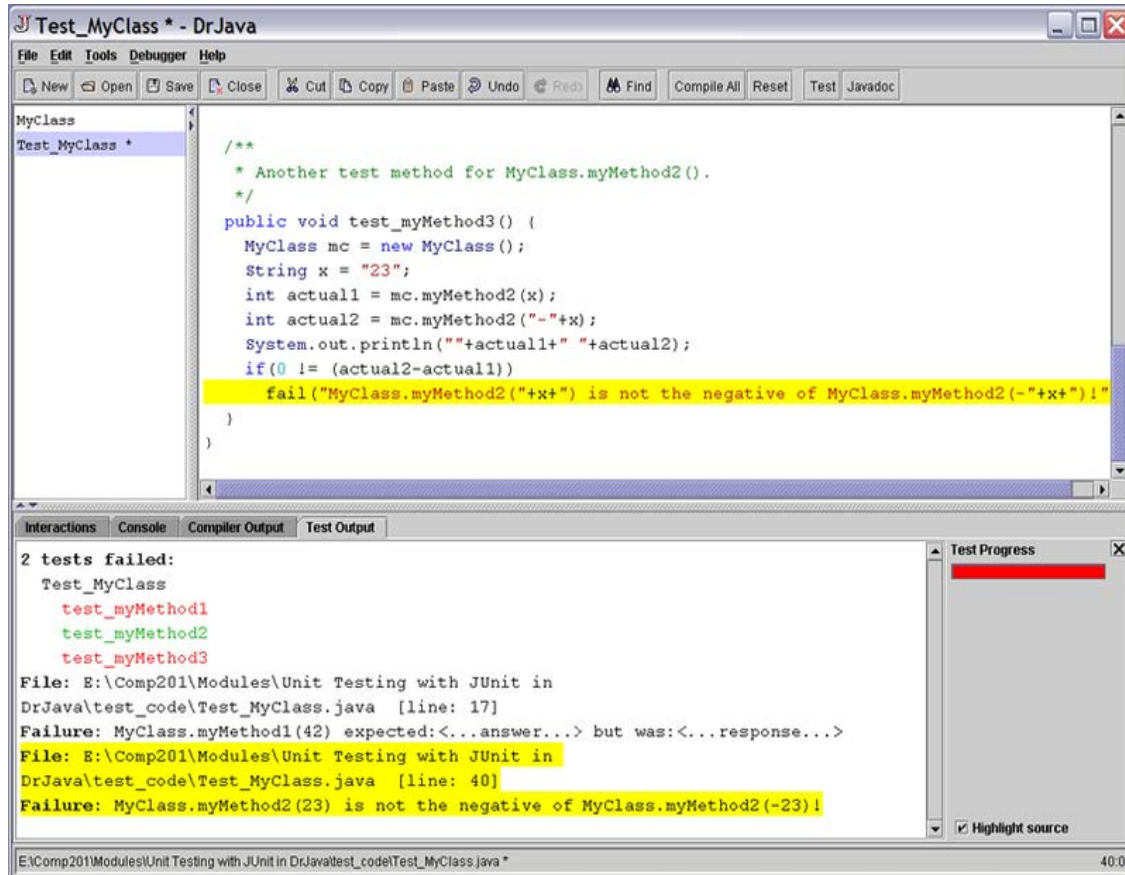 Test_MyClass * - DrJava
File Edit Tools Debugger Help
New Open Save Close Cut Copy Paste Undo Redo Find Compile All Reset Test Javadoc
MyClass
Test_MyClass *
/**
* Another test method for MyClass.myMethod2().
*/
public void test_myMethod3() {
MyClass mc = new MyClass();
String x = "23";
int actual1 = mc.myMethod2(x);
int actual2 = mc.myMethod2("-"+x);
System.out.println(""+actual1+" "+actual2);
if(0 != (actual2-actual1))
fail("MyClass.myMethod2("+x+") is not the negative of MyClass.myMethod2(-"+x+")!"
}
}
Interactions Console Compiler Output Test Output
2 tests failed:
Test_MyClass
test_myMethod1
test_myMethod2
test_myMethod3
File: E:\Comp201\Modules\Unit Testing with JUnit in
DrJava\test_code\Test_MyClass.java [line: 17]
Failure: MyClass.myMethod1(42) expected:<...answer...> but was:<...response...>
File: E:\Comp201\Modules\Unit Testing with JUnit in
DrJava\test_code\Test_MyClass.java [line: 40]
Failure: MyClass.myMethod2(23) is not the negative of MyClass.myMethod2(-23)!
Test Progress
Highlight source
E:\Comp201\Modules\Unit Testing with JUnit in DrJava\test_code\Test_MyClass.java *
40:0